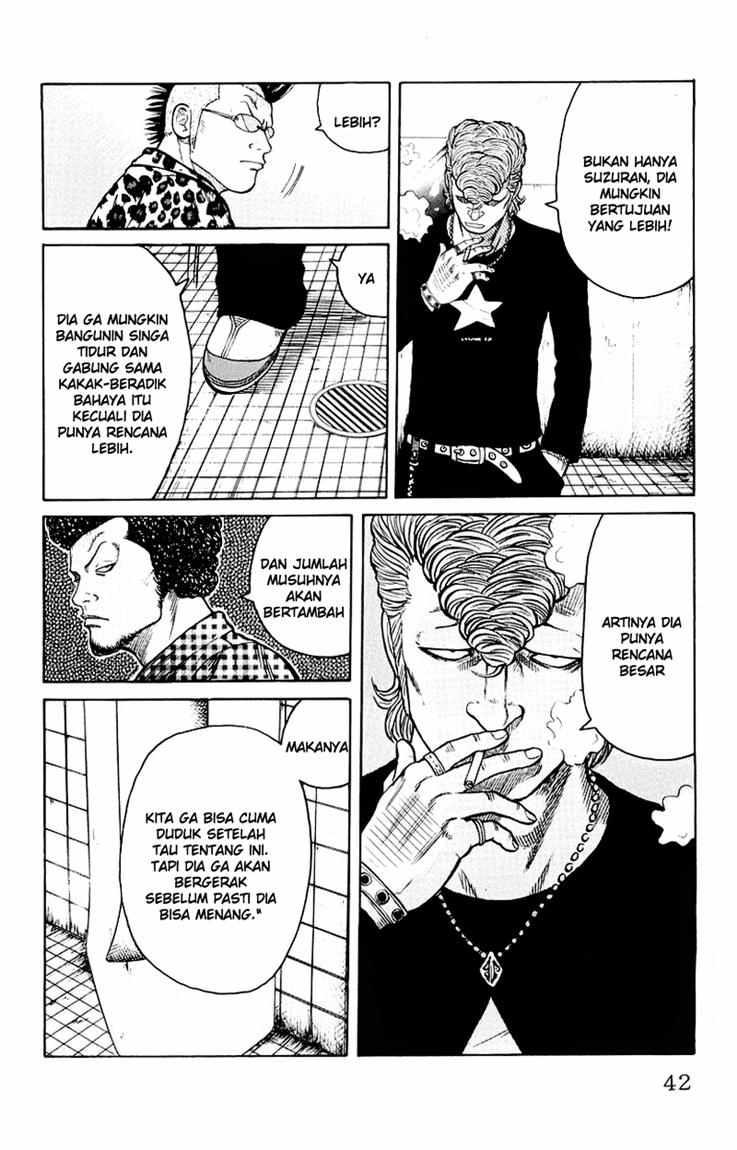 BUKAN HANYA
SUZURAN, DIA
MUNGKIN
BERTUJUAN
YANG LEBIH!
LEBIH?
YA
DIA GA MUNGKIN
BANGUNIN SINGA
TIDUR DAN
GABUNG SAMA
KAKAK-BERADIK
BAHAYA ITU
KECUALI DIA
PUNYA RENCANA
LEBIH.
ARTINYA DIA
PUNYA
RENCANA
BESAR
DAN JUMLAH
MUSUHNYA
AKAN
BERTAMBAH
MAKANYA
KITA GA BISA CUMA
DUDUK SETELAH
TAU TENTANG INI.
TAPI DIA GA AKAN
BERGERAK
SEBELUM PASTI DIA
BISA MENANG."
42